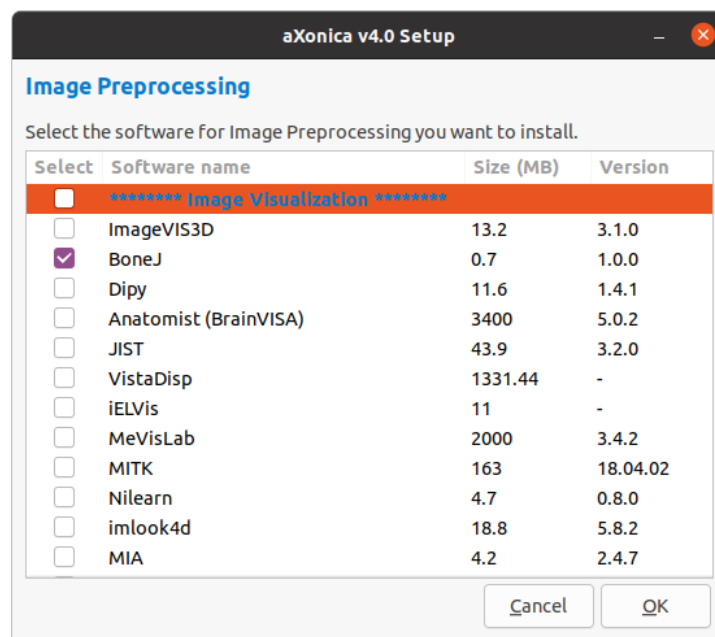 aXonica v4.0 Setup
Image Preprocessing
Select the software for Image Preprocessing you want to install.
Select Software name Size (MB) Version
******** Image Visualization ********
ImageVIS3D 13.2 3.1.0
BoneJ 0.7 1.0.0
Dipy 11.6 1.4.1
Anatomist (BrainVISA) 3400 5.0.2
JIST 43.9 3.2.0
VistaDisp 1331.44 -
iELVis 11 -
MeVisLab 2000 3.4.2
MITK 163 18.04.02
Nilearn 4.7 0.8.0
imlook4d 18.8 5.8.2
MIA 4.2 2.4.7
Cancel OK